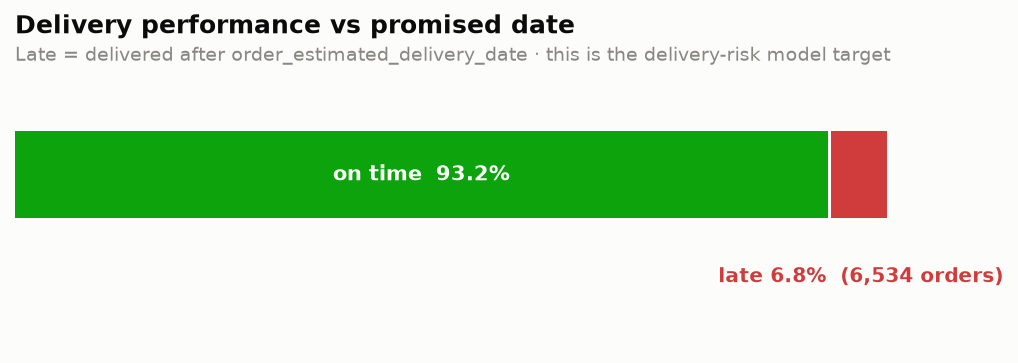 Delivery performance vs promised date
Late = delivered after order_estimated_delivery_date · this is the delivery-risk model target
on time  93.2%
late 6.8%  (6,534 orders)